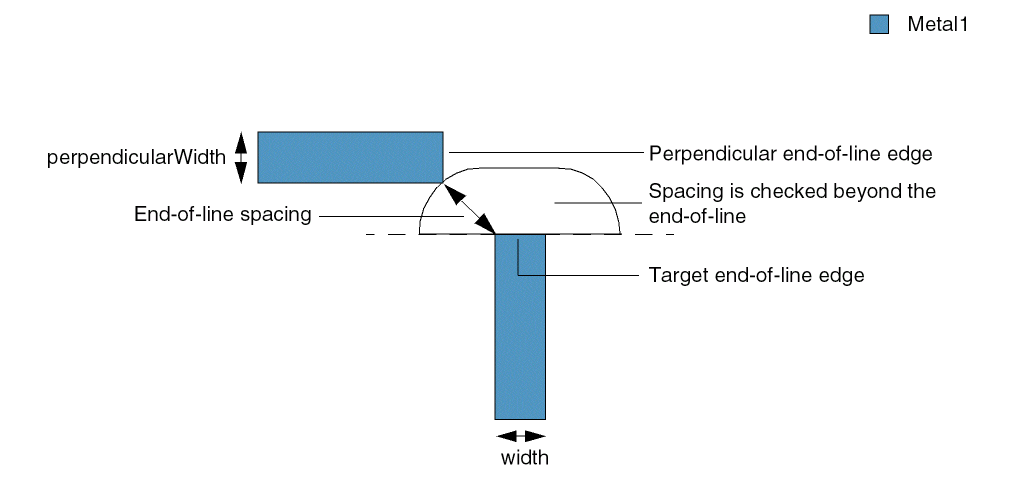 Metal1
perpendicularWidth
Perpendicular end-of-line edge
Spacing is checked beyond the
end-of-line
End-of-line spacing
Target end-of-line edge
width